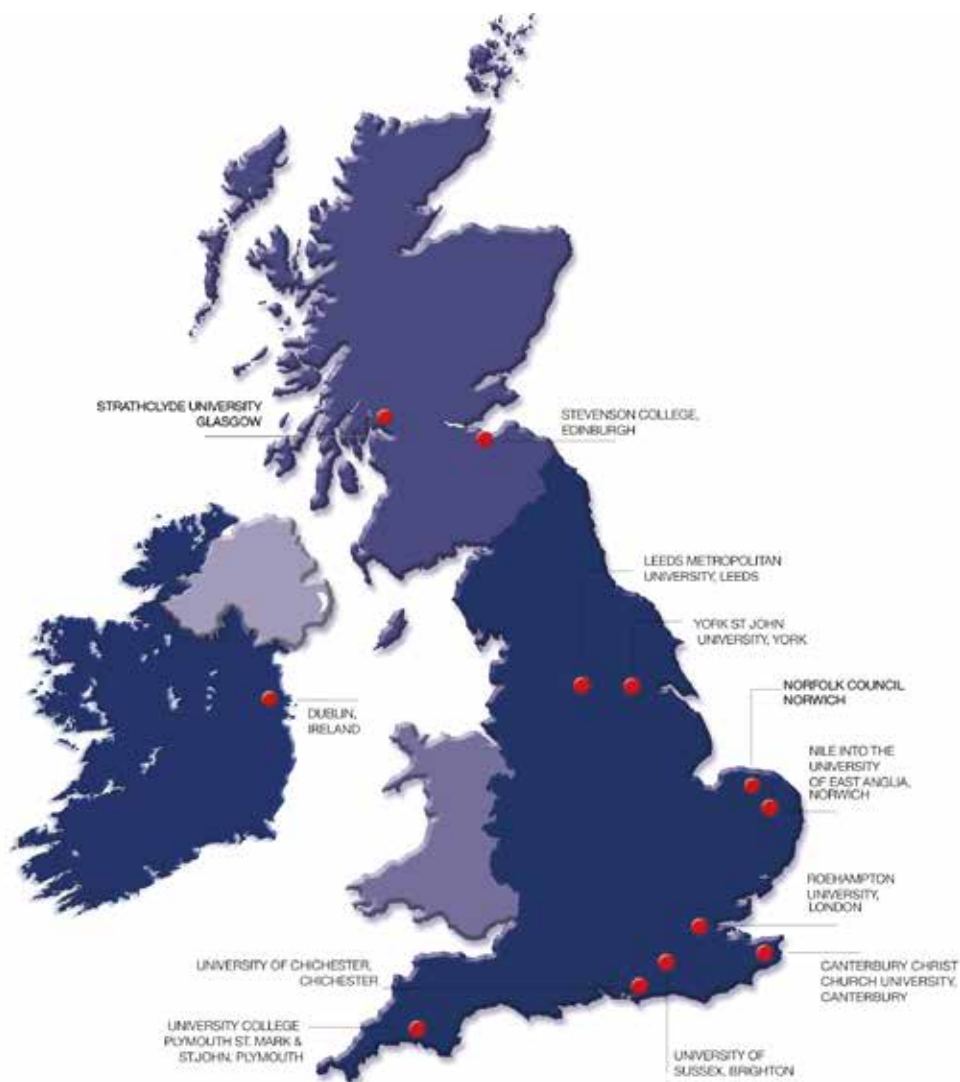 STRATHCLYDE UNIVERSITY
GLASGOW
STEVENSON COLLEGE,
EDINBURGH
LEEDS METROPOLITAN
UNIVERSITY, LEEDS
YORK ST JOHN
UNIVERSITY, YORK
NORFOLK COUNCIL
NORWICH
DUBLIN,
IRELAND
NILE INTO THE
UNIVERSITY
OF EAST ANGLIA,
NORWICH
ROEHAMPTON
UNIVERSITY,
LONDON
UNIVERSITY OF CHICHESTER,
CHICHESTER
CANTERBURY CHRIST
CHURCH UNIVERSITY,
CANTERBURY
UNIVERSITY COLLEGE
PLYMOUTH ST. MARK &
ST.JOHN, PLYMOUTH
UNIVERSITY OF
SUSSEX, BRIGHTON